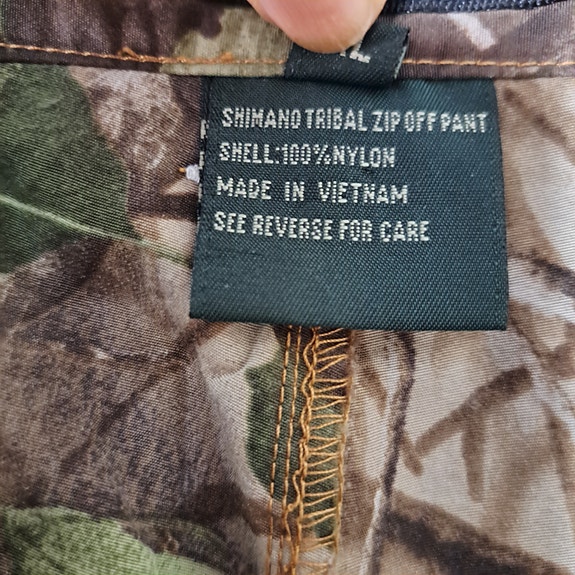 SHIMANO TRIBAL ZIP OFF PANT
SHELL:100%NYLON
MADE IN VIETNAM
SEE REVERSE FOR CARE